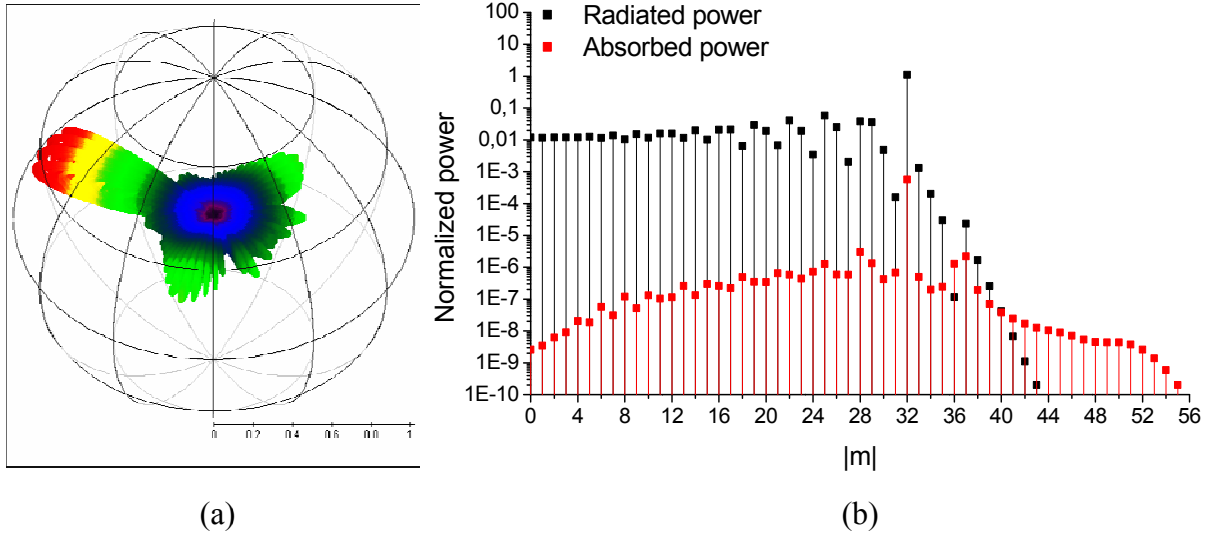 0 0.2 0.4 0.6 0.8 1
(a)
Radiated power
Absorbed power
Normalized power
100
10
1
0,1
0,01
1E-3
1E-4
1E-5
1E-6
1E-7
1E-8
1E-9
1E-10
0 4 8 12 16 20 24 28 32 36 40 44 48 52 56
|m|
(b)